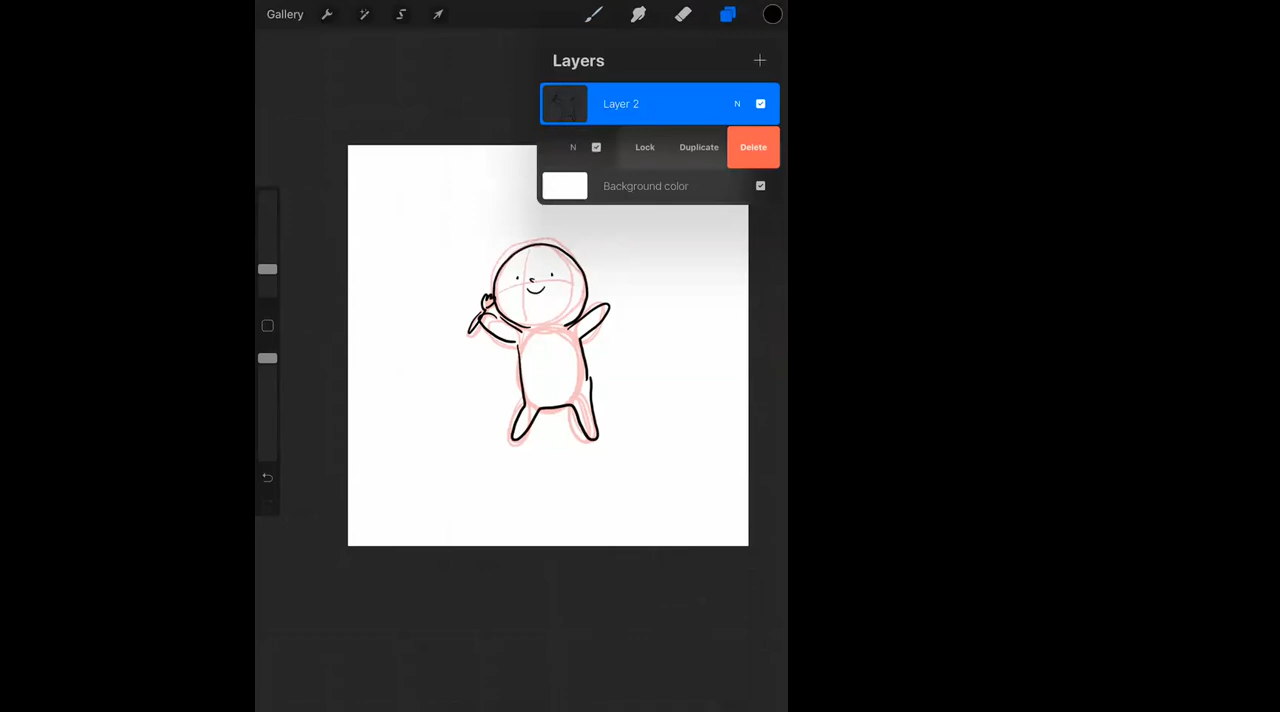 Gallery
Layers
Layer 2 N
N Lock Duplicate Delete
Background color